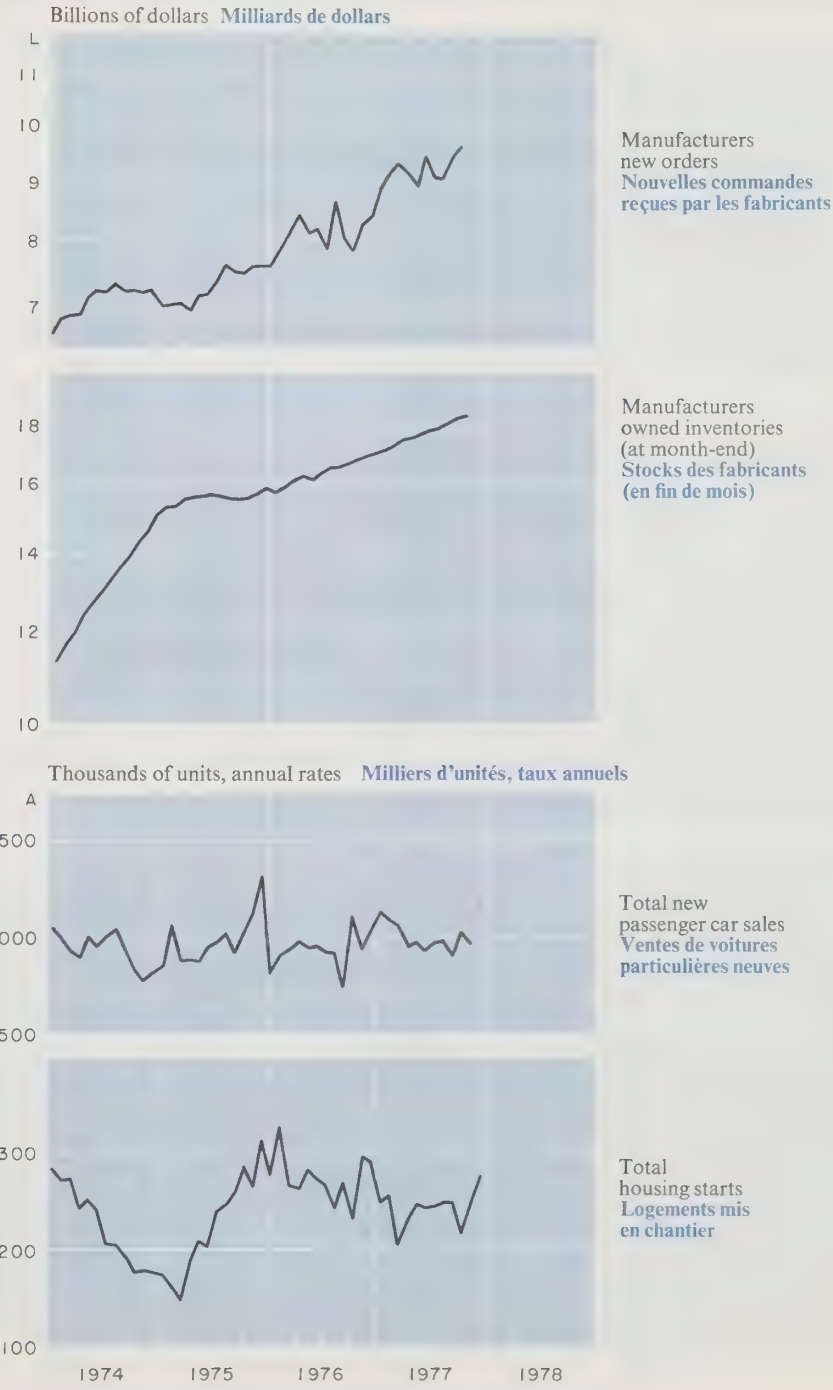 Billions of dollars Milliards de dollars
L
11
10
9
8
7
Manufacturers
new orders
Nouvelles commandes
reçues par les fabricants
18
16
14
12
10
Manufacturers
owned inventories
(at month-end)
Stocks des fabricants
(en fin de mois)
Thousands of units, annual rates Milliers d'unités, taux annuels
A
500
000
500
Total new
passenger car sales
Ventes de voitures
particulières neuves
300
200
100
Total
housing starts
Logements mis
en chantier
1974 1975 1976 1977 1978